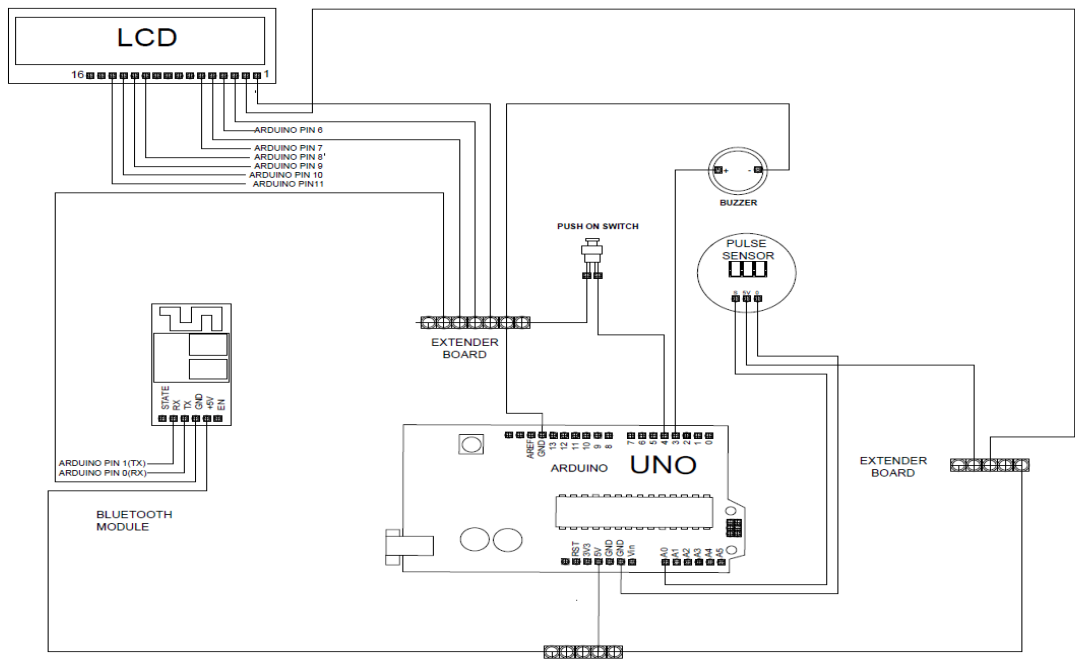 LCD
16 1
ARDUINO PIN 6
ARDUINO PIN 7
ARDUINO PIN 8'
ARDUINO PIN 9
ARDUINO PIN 10
ARDUINO PIN11
+ -
BUZZER
PUSH ON SWITCH
PULSE
SENSOR
5V
EXTENDER
BOARD
STATE
RX
TX
GND
+5V
EN
ARDUINO PIN 1(TX)
ARDUINO PIN 0(RX)
BLUETOOTH
MODULE
AREF
GND
13
12
11
10
9
8
7
6
5
4
3
2
1
0
ARDUINO UNO
EXTENDER
BOARD
RST
3V3
5V
GND
GND
Vin
A0
A1
A2
A3
A4
A5